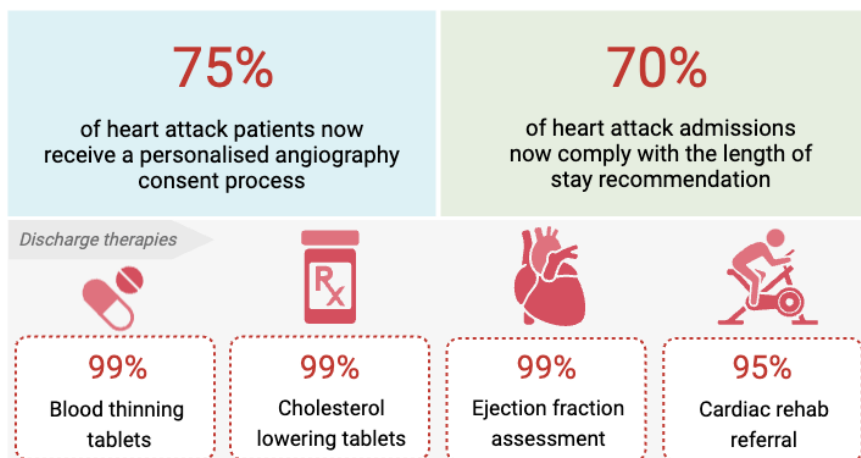 75%
of heart attack patients now
receive a personalised angiography
consent process
70%
of heart attack admissions
now comply with the length of
stay recommendation
Discharge therapies
Rx
99%
Blood thinning
tablets
99%
Cholesterol
lowering tablets
99%
Ejection fraction
assessment
95%
Cardiac rehab
referral